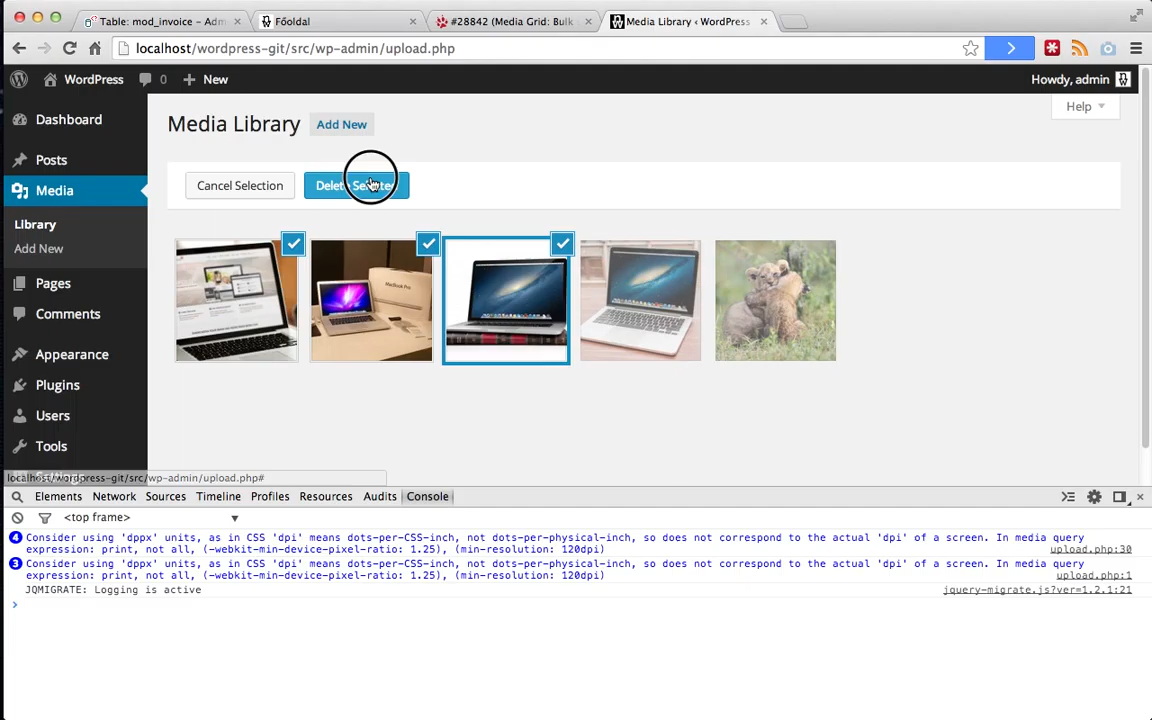 Table: mod_invoice – Adm
Főoldal
#28842 (Media Grid: Bulk
Media Library ‹ WordPress
localhost/wordpress-git/src/wp-admin/upload.php
WordPress 0 New
Howdy, admin
Help
Dashboard
Posts
Media
Library
Add New
Pages
Comments
Appearance
Plugins
Users
Tools
Settings
Media Library Add New
Cancel Selection Delete Selected
MacBook Pro
localhost/wordpress-git/src/wp-admin/upload.php#
Elements Network Sources Timeline Profiles Resources Audits Console
<top frame>
4 Consider using 'dppx' units, as in CSS 'dpi' means dots-per-CSS-inch, not dots-per-physical-inch, so does not correspond to the actual 'dpi' of a screen. In media query
expression: print, not all, (-webkit-min-device-pixel-ratio: 1.25), (min-resolution: 120dpi) upload.php:30
3 Consider using 'dppx' units, as in CSS 'dpi' means dots-per-CSS-inch, not dots-per-physical-inch, so does not correspond to the actual 'dpi' of a screen. In media query
expression: print, not all, (-webkit-min-device-pixel-ratio: 1.25), (min-resolution: 120dpi) upload.php:1
JQMIGRATE: Logging is active jquery-migrate.js?ver=1.2.1:21